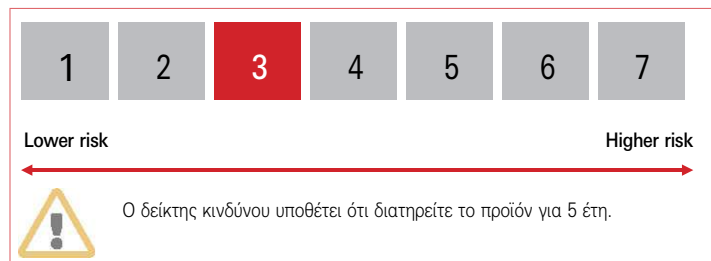 1 2 3 4 5 6 7
Lower risk Higher risk
Ο δείκτης κινδύνου υποθέτει ότι διατηρείτε το προϊόν για 5 έτη.